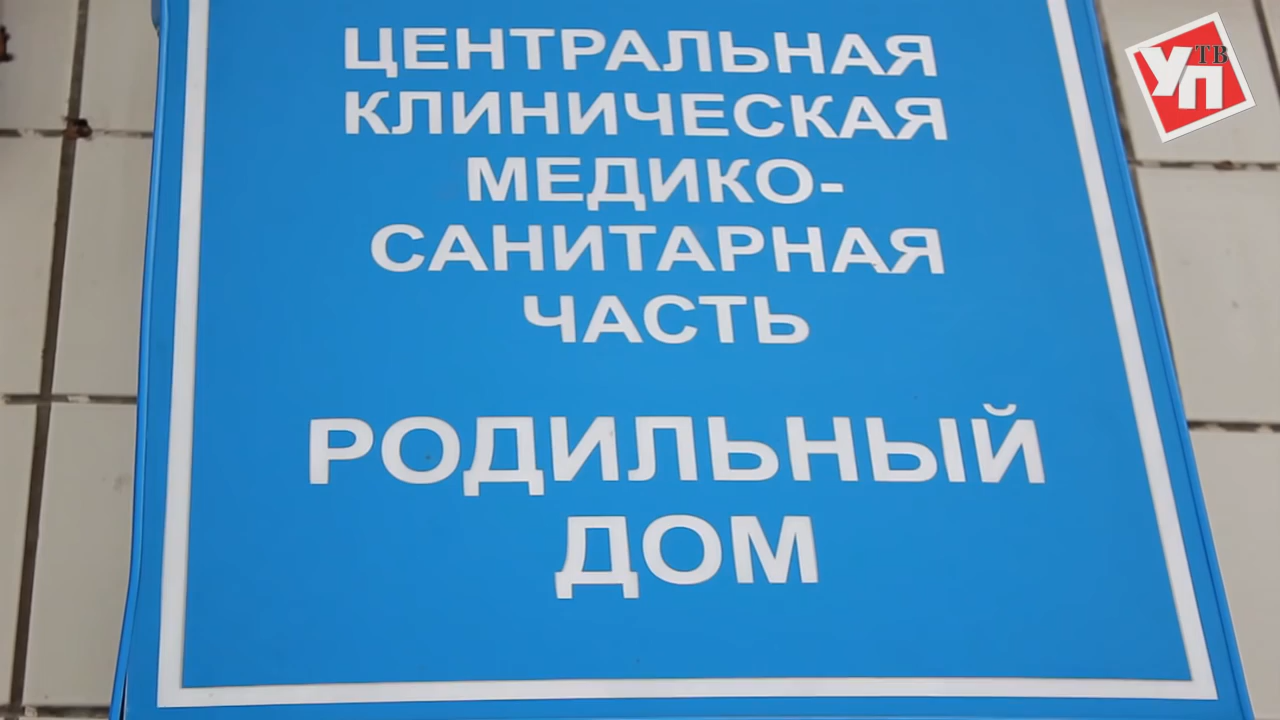 ЦЕНТРАЛЬНАЯ
КЛИНИЧЕСКАЯ
МЕДИКО-
САНИТАРНАЯ
ЧАСТЬ
РОДИЛЬНЫЙ
ДОМ
УП ТВ